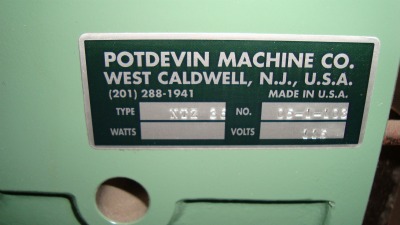 POTDEVIN MACHINE CO.
WEST CALDWELL, N.J., U.S.A.
(201) 288-1941 MADE IN U.S.A.
TYPE NO.
WATTS VOLTS